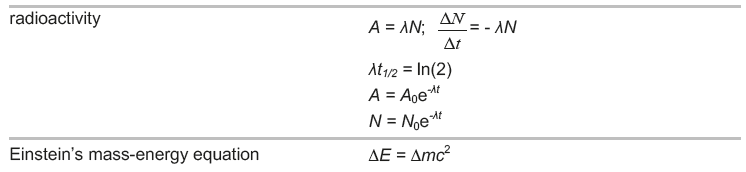 radioactivity
A = λN; ΔN/Δt = - λN
λt1/2 = ln(2)
A = A0e-λt
N = N0e-λt
Einstein's mass-energy equation
ΔE = Δmc2